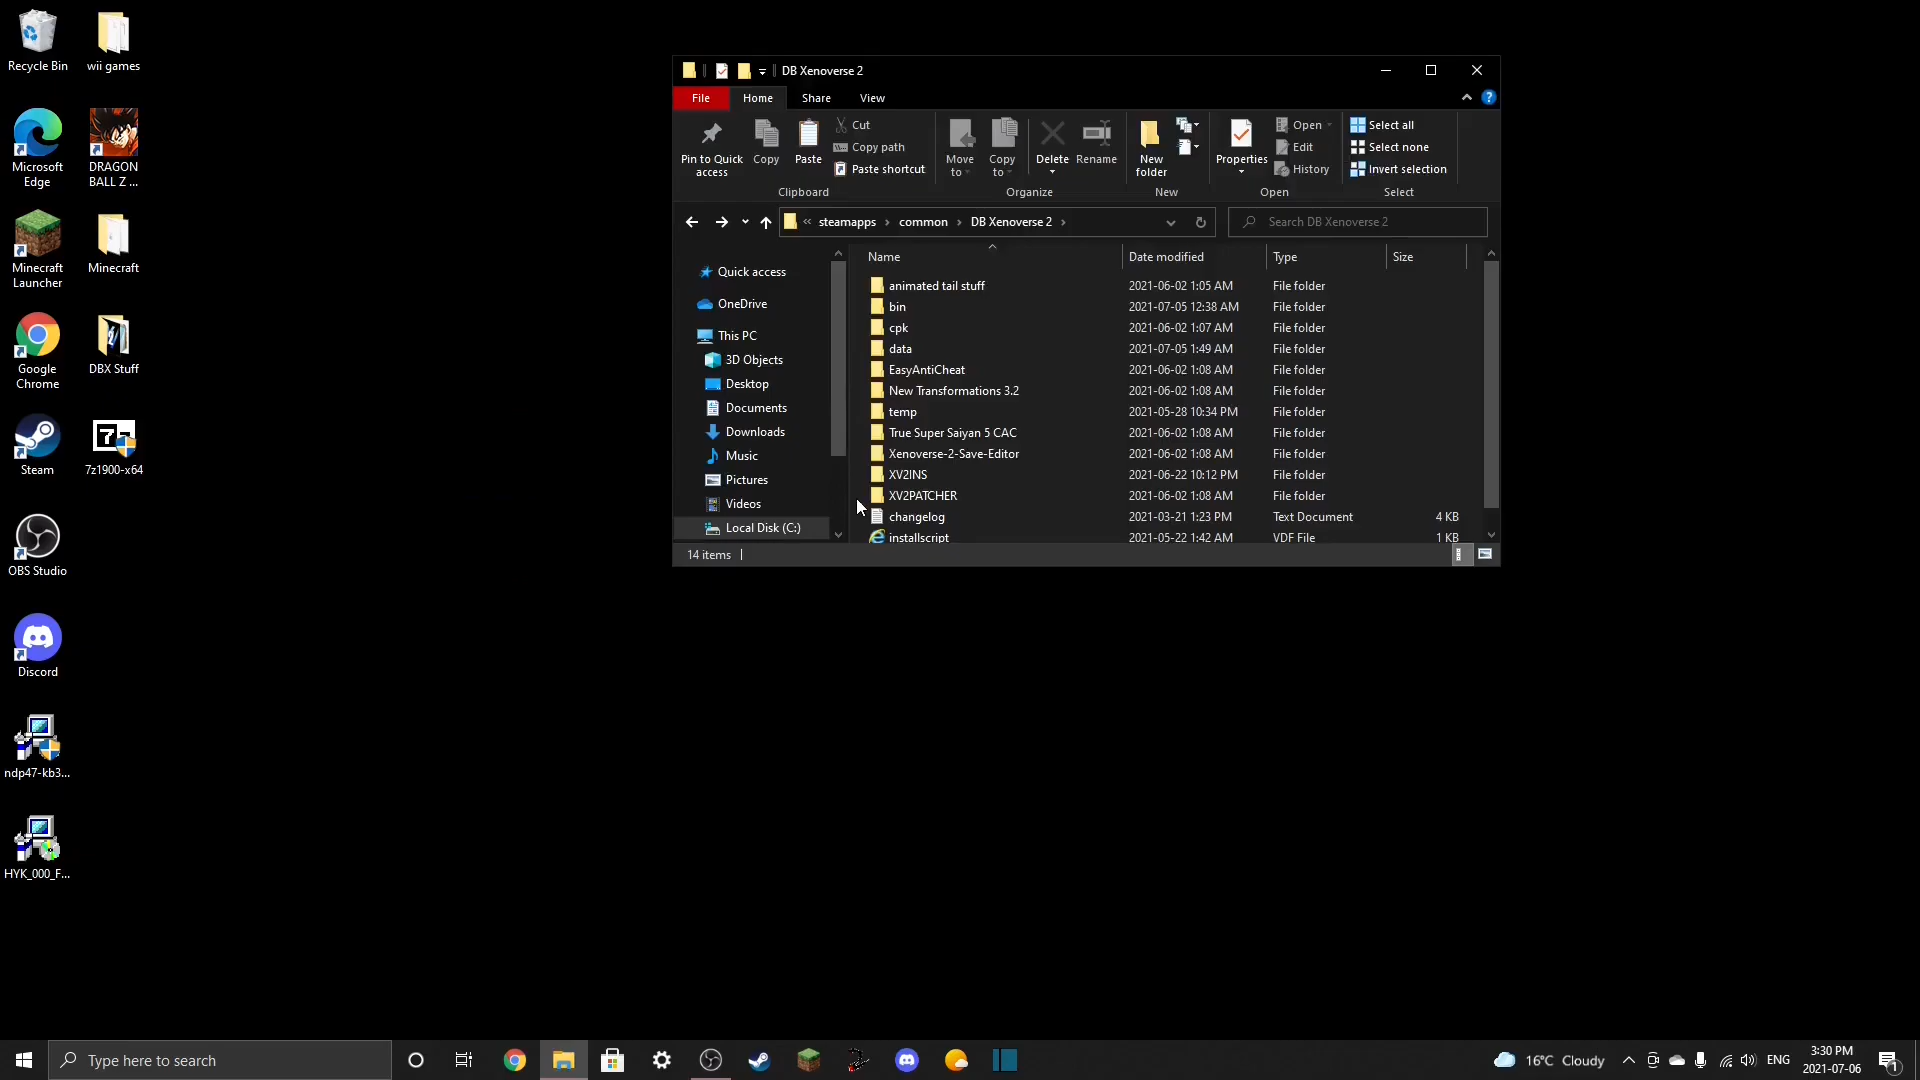 Recycle Bin
wii games
Microsoft
Edge
DRAGON
BALL Z ...
Minecraft
Launcher
Minecraft
Google
Chrome
DBX Stuff
Steam
7z1900-x64
OBS Studio
Discord
ndp47-kb3...
HYK_000_F...
DB Xenoverse 2
File
Home
Share
View
Pin to Quick
access
Copy
Paste
Cut
Copy path
Paste shortcut
Clipboard
Move
to
Copy
to
Delete
Rename
Organize
New
folder
New
Properties
Open
Edit
History
Open
Select all
Select none
Invert selection
Select
« steamapps › common › DB Xenoverse 2 ›
Search DB Xenoverse 2
Quick access
OneDrive
This PC
3D Objects
Desktop
Documents
Downloads
Music
Pictures
Videos
Local Disk (C:)
Name Date modified Type Size
animated tail stuff 2021-06-02 1:05 AM File folder
bin 2021-07-05 12:38 AM File folder
cpk 2021-06-02 1:07 AM File folder
data 2021-07-05 1:49 AM File folder
EasyAntiCheat 2021-06-02 1:08 AM File folder
New Transformations 3.2 2021-06-02 1:08 AM File folder
temp 2021-05-28 10:34 PM File folder
True Super Saiyan 5 CAC 2021-06-02 1:08 AM File folder
Xenoverse-2-Save-Editor 2021-06-02 1:08 AM File folder
XV2INS 2021-06-22 10:12 PM File folder
XV2PATCHER 2021-06-02 1:08 AM File folder
changelog 2021-03-21 1:23 PM Text Document 4 KB
installscript 2021-05-22 1:42 AM VDF File 1 KB
14 items
Type here to search
16°C Cloudy
ENG
3:30 PM
2021-07-06
1